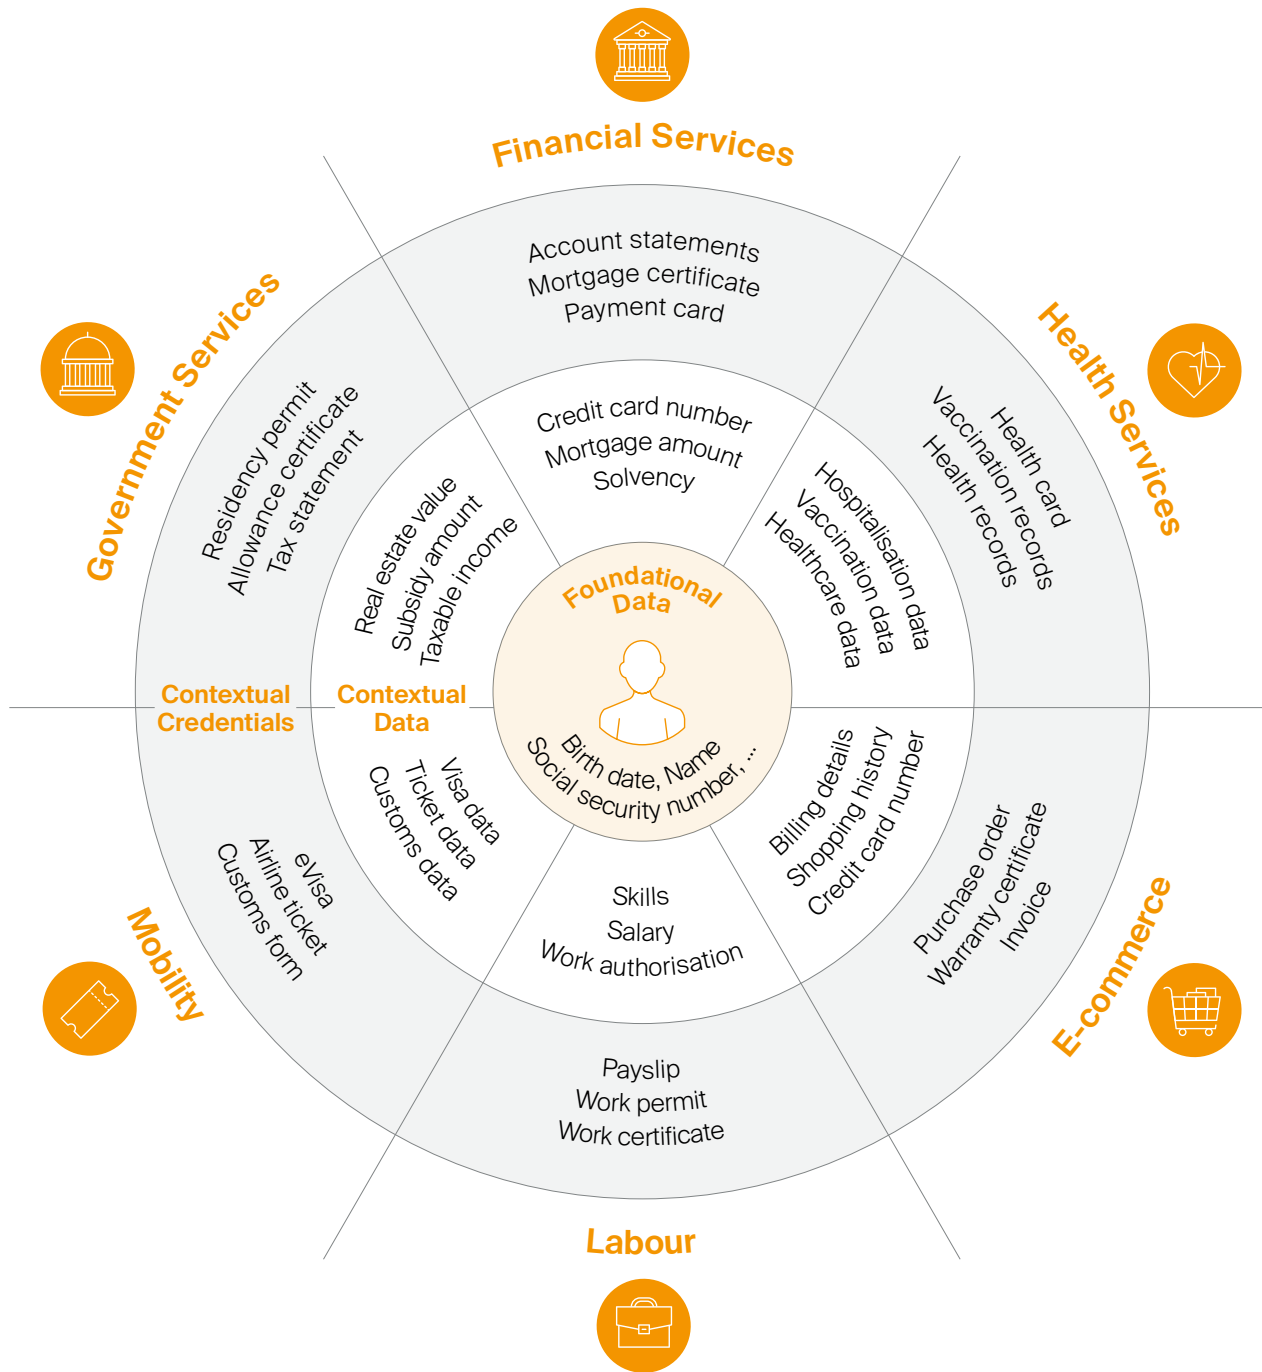 Financial Services
Account statements
Mortgage certificate
Payment card
Credit card number
Mortgage amount
Solvency
Health Services
Health card
Vaccination records
Health records
Hospitalisation data
Vaccination data
Healthcare data
E-commerce
Purchase order
Warranty certificate
Invoice
Billing details
Shopping history
Credit card number
Labour
Skills
Salary
Work authorisation
Payslip
Work permit
Work certificate
Mobility
eVisa
Airline ticket
Customs form
Visa data
Ticket data
Customs data
Government Services
Residency permit
Allowance certificate
Tax statement
Real estate value
Subsidy amount
Taxable income
Contextual
Credentials
Contextual
Data
Foundational
Data
Birth date, Name
Social security number, ...